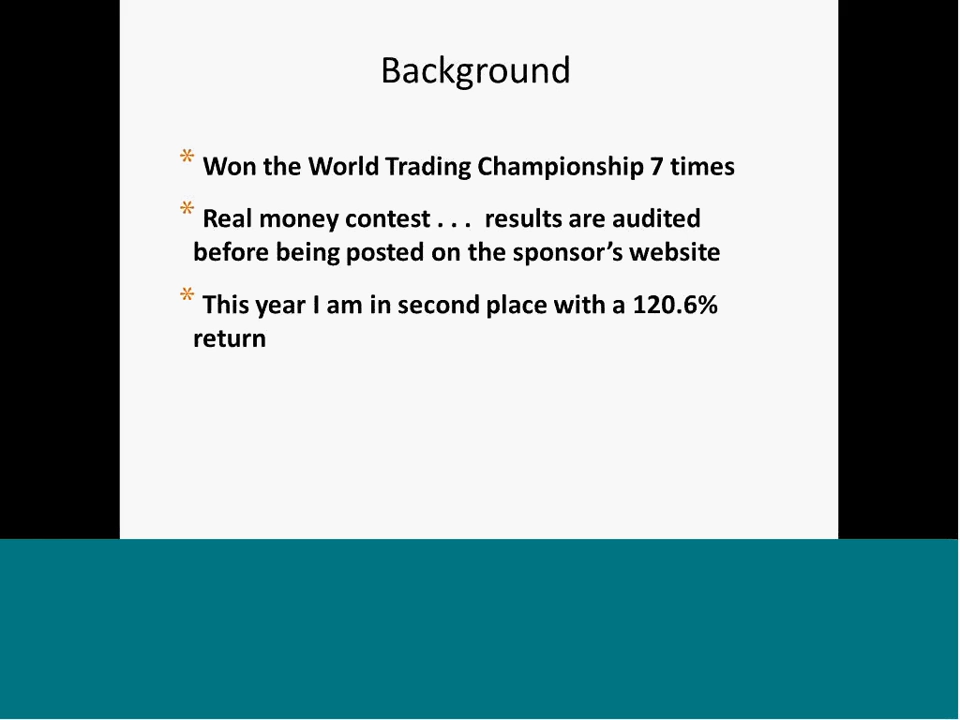 Background
* Won the World Trading Championship 7 times
* Real money contest . . .  results are audited
before being posted on the sponsor’s website
* This year I am in second place with a 120.6%
return